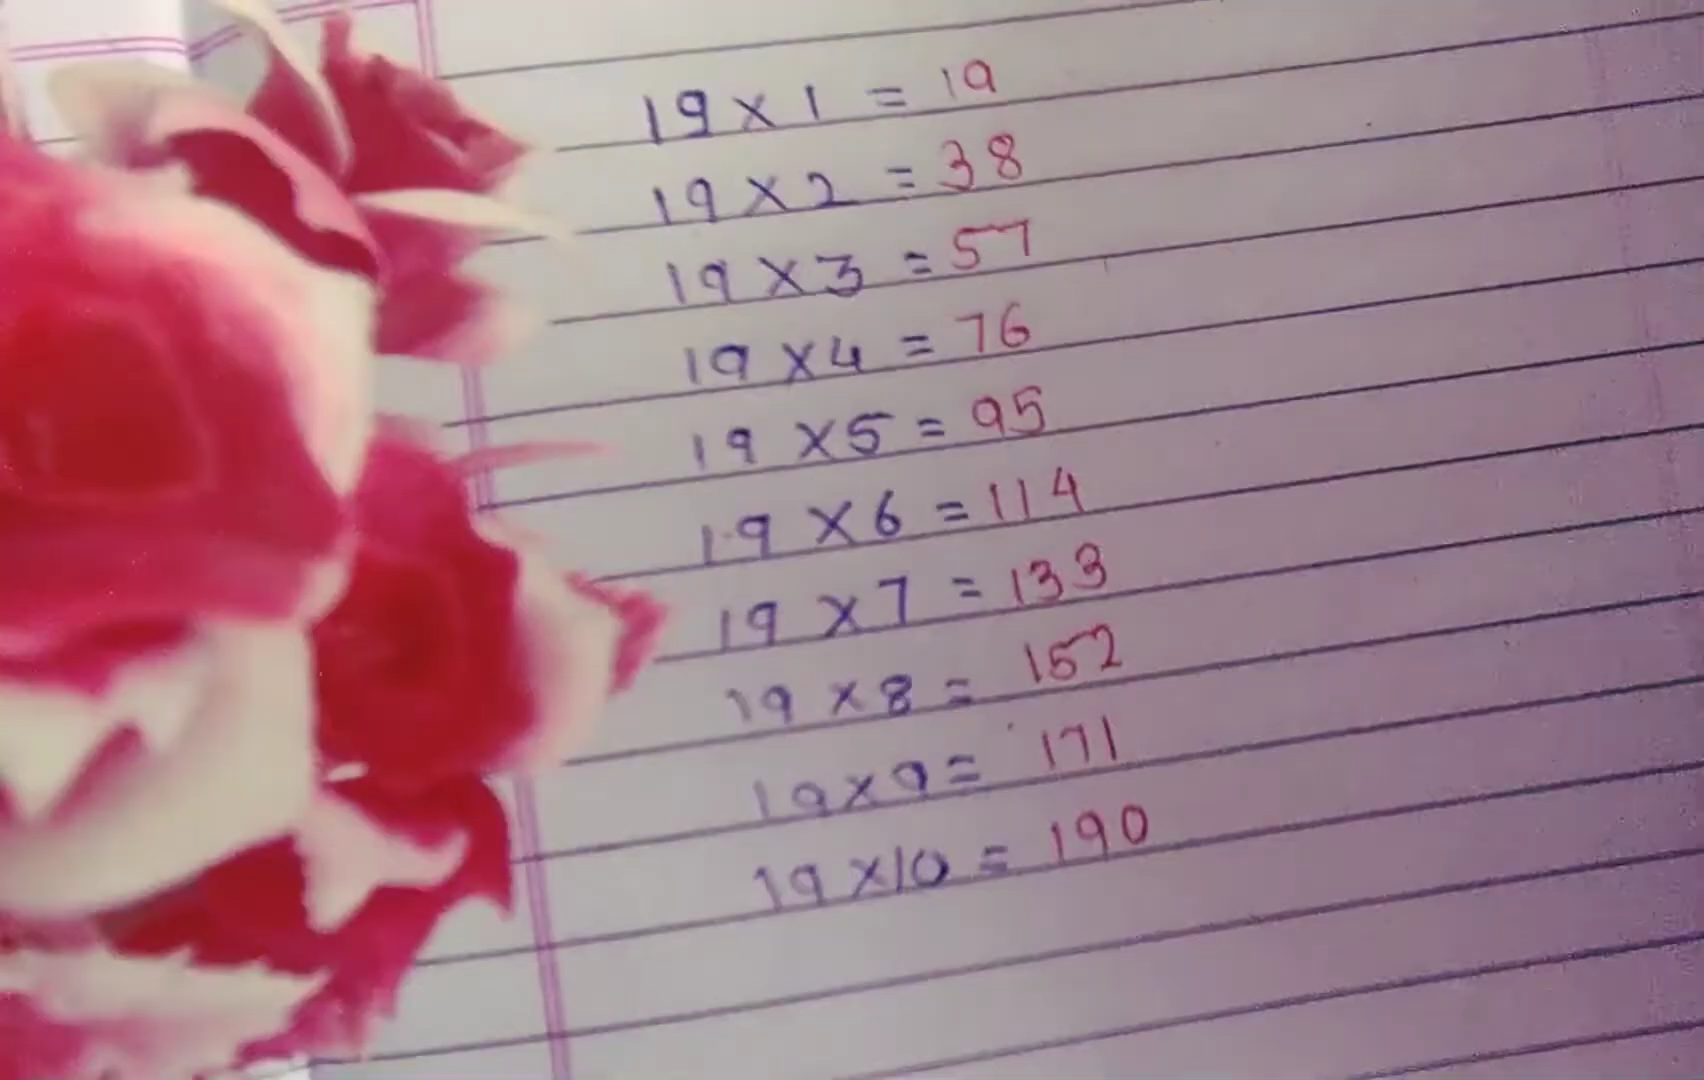 19 x 1 = 19
19 x 2 = 38
19 x 3 = 57
19 x 4 = 76
19 x 5 = 95
19 x 6 = 114
19 x 7 = 133
19 x 8 = 152
19 x 9 = 171
19 x 10 = 190